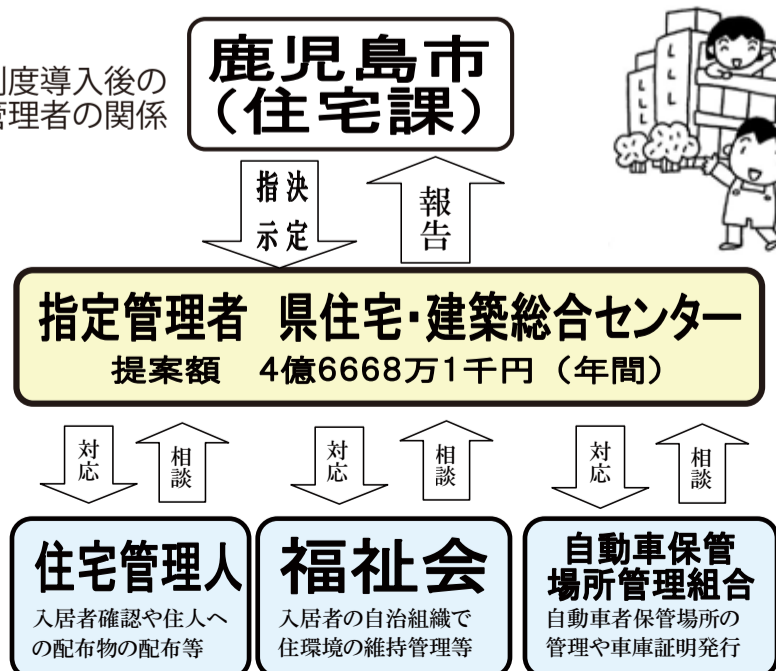 度導入後の
管理者の関係
鹿児島市
(住宅課)
指示
決定
報告
指定管理者 県住宅・建築総合センター
提案額 4億6668万1千円（年間）
対応
相談
対応
相談
対応
相談
住宅管理人
入居者確認や住人へ
の配布物の配布等
福祉会
入居者の自治組織で
住環境の維持管理等
自動車保管
場所管理組合
自動車者保管場所の
管理や車庫証明発行